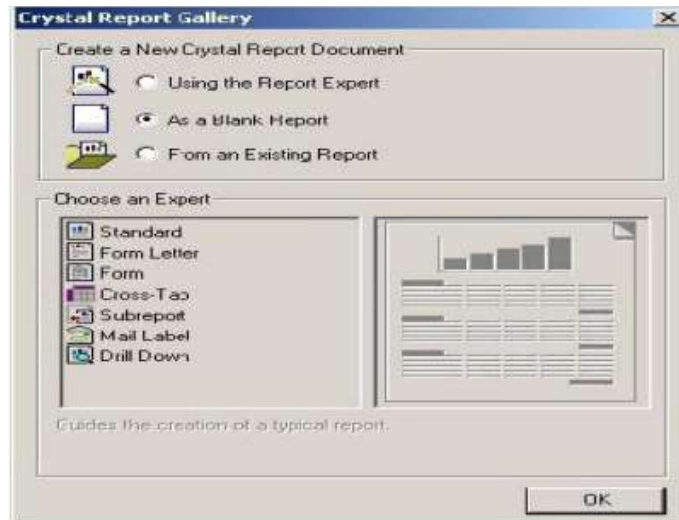 Crystal Report Gallery
Create a New Crystal Report Document
Using the Report Expert
As a Blank Report
From an Existing Report
Choose an Expert
Standard
Form Letter
Form
Cross-Tab
Subreport
Mail Label
Drill Down
Guides the creation of a typical report.
OK